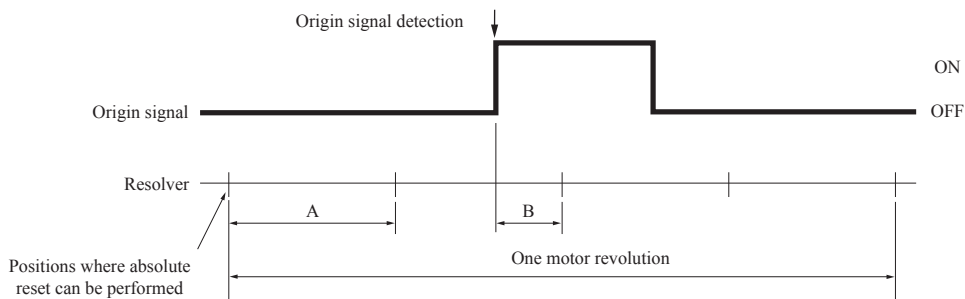 Origin signal detection
ON
Origin signal
OFF
Resolver
A
B
One motor revolution
Positions where absolute
reset can be performed